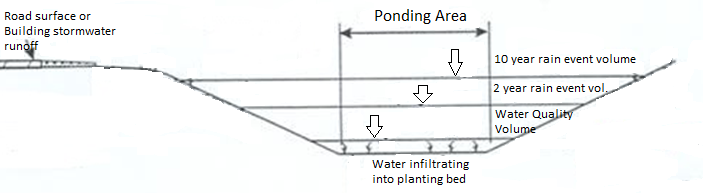 Road surface or
Building stormwater
runoff
Ponding Area
10 year rain event volume
2 year rain event vol.
Water Quality
Volume
Water infiltrating
into planting bed